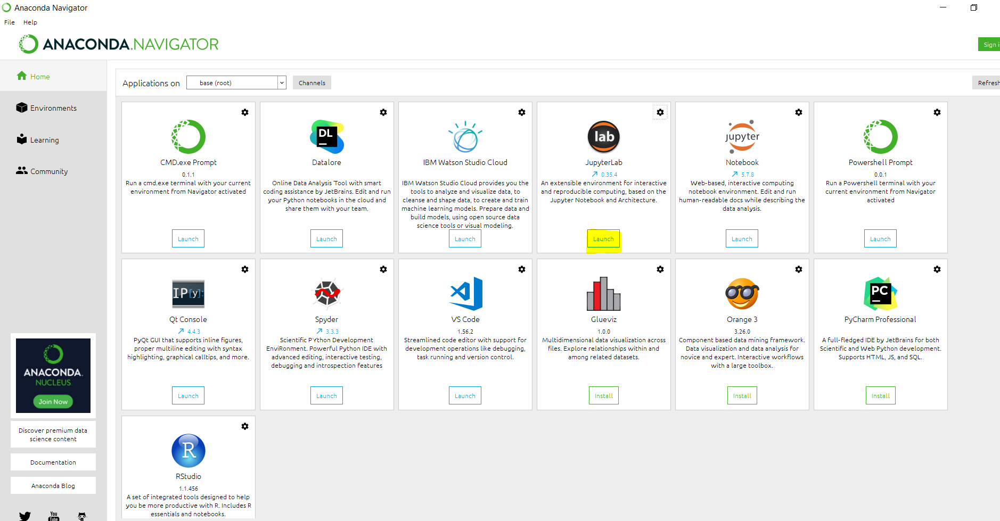 Anaconda Navigator
File Help
ANACONDA.NAVIGATOR
Sign i
Home
Environments
Learning
Community
Applications on base (root) Channels
Refresh
CMD.exe Prompt
0.1.1
Run a cmd.exe terminal with your current
environment from Navigator activated
Launch
DL
Datalore
Online Data Analysis Tool with smart
coding assistance by JetBrains. Edit and run
your Python notebooks in the cloud and
share them with your team.
Launch
IBM Watson Studio Cloud
IBM Watson Studio Cloud provides you the
tools to analyze and visualize data, to
cleanse and shape data, to create and train
machine learning models. Prepare data and
build models, using open source data
science tools or visual modeling.
Launch
lab
JupyterLab
0.35.4
An extensible environment for interactive
and reproducible computing, based on the
Jupyter Notebook and Architecture.
Launch
jupyter
Notebook
5.7.8
Web-based, interactive computing
notebook environment. Edit and run
human-readable docs while describing the
data analysis.
Launch
Powershell Prompt
0.0.1
Run a Powershell terminal with your
current environment from Navigator
activated
Launch
IP[y]:
Qt Console
4.4.3
PyQt GUI that supports inline figures,
proper multiline editing with syntax
highlighting, graphical calltips, and more.
Launch
Spyder
3.3.3
Scientific PYthon Development
EnviRonment. Powerful Python IDE with
advanced editing, interactive testing,
debugging and introspection features
Launch
VS Code
1.56.2
Streamlined code editor with support for
development operations like debugging,
task running and version control.
Launch
Glueviz
1.0.0
Multidimensional data visualization across
files. Explore relationships within and
among related datasets.
Install
Orange 3
3.26.0
Component based data mining framework.
Data visualization and data analysis for
novice and expert. Interactive workflows
with a large toolbox.
Install
PC
PyCharm Professional
A full-fledged IDE by JetBrains for both
Scientific and Web Python development.
Supports HTML, JS, and SQL.
Install
R
RStudio
1.1.456
A set of integrated tools designed to help
you be more productive with R. Includes R
essentials and notebooks.
ANACONDA.
NUCLEUS
Join Now
Discover premium data
science content
Documentation
Anaconda Blog
You
Tube